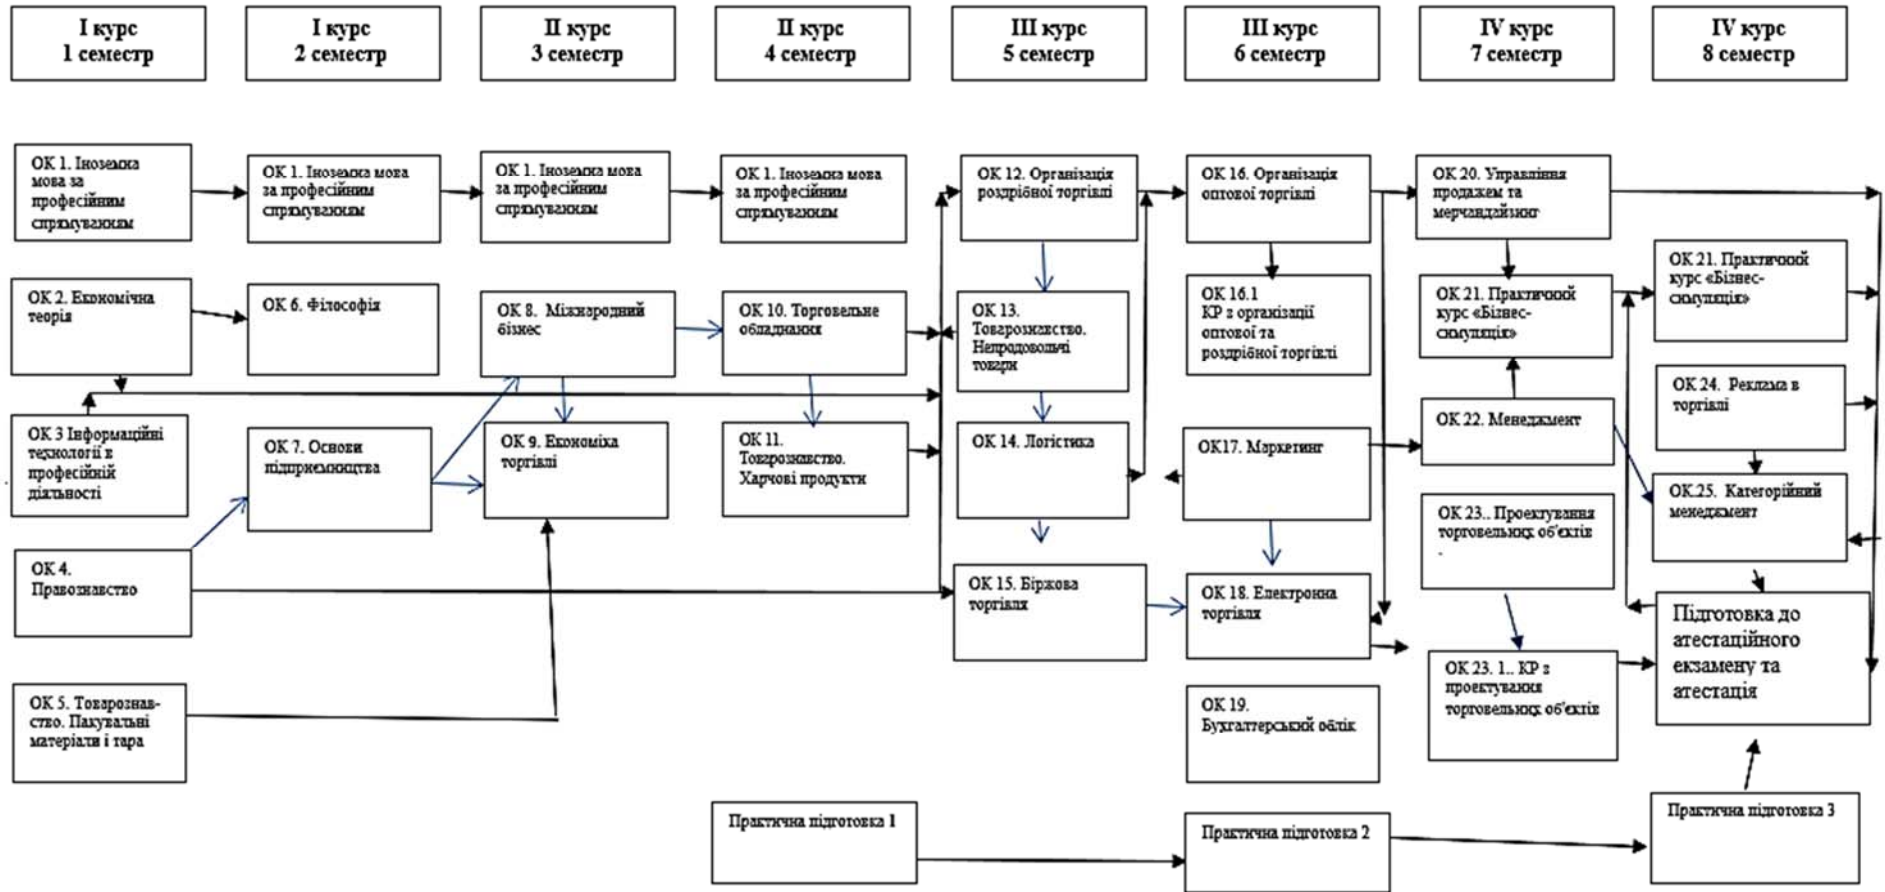 I курс
1 семестр
I курс
2 семестр
II курс
3 семестр
II курс
4 семестр
III курс
5 семестр
III курс
6 семестр
IV курс
7 семестр
IV курс
8 семестр
ОК 1. Іноземна
мова за
професійним
спрямуванням
ОК 1. Іноземна мова
за професійним
спрямуванням
ОК 1. Іноземна мова
за професійним
спрямуванням
ОК 1. Іноземна мова
за професійним
спрямуванням
ОК 12. Організація
роздрібної торгівлі
ОК 16. Організація
оптової торгівлі
ОК 20. Управління
продажем та
мерчандайзинг
ОК 2. Економічна
теорія
ОК 6. Філософія
ОК 8. Міжнародний
бізнес
ОК 10. Торговельне
обладнання
ОК 13.
Товарознавство.
Непродовольчі
товари
ОК 16.1
КР з організації
оптової та
роздрібної торгівлі
ОК 21. Практичний
курс «Бізнес-
симуляція»
ОК 21. Практичний
курс «Бізнес-
симуляція»
ОК 3 Інформаційні
технології в
професійній
діяльності
ОК 7. Основи
підприємництва
ОК 9. Економіка
торгівлі
ОК 11.
Товарознавство.
Харчові продукти
ОК 14. Логістика
ОК17. Маркетинг
ОК 22. Менеджмент
ОК 24. Реклама в
торгівлі
ОК 4.
Правознавство
ОК 15. Біржова
торгівля
ОК 18. Електронна
торгівля
ОК 23.. Проектування
торговельних об'єктів
.
ОК.25. Категорійний
менеджмент
ОК 5. Товарознав-
ство. Пакувальні
матеріали і тара
ОК 19.
Бухгалтерський облік
ОК 23. 1.. КР з
проектування
торговельних об'єктів
Підготовка до
атестаційного
екзамену та
атестація
Практична підготовка 1
Практична підготовка 2
Практична підготовка 3